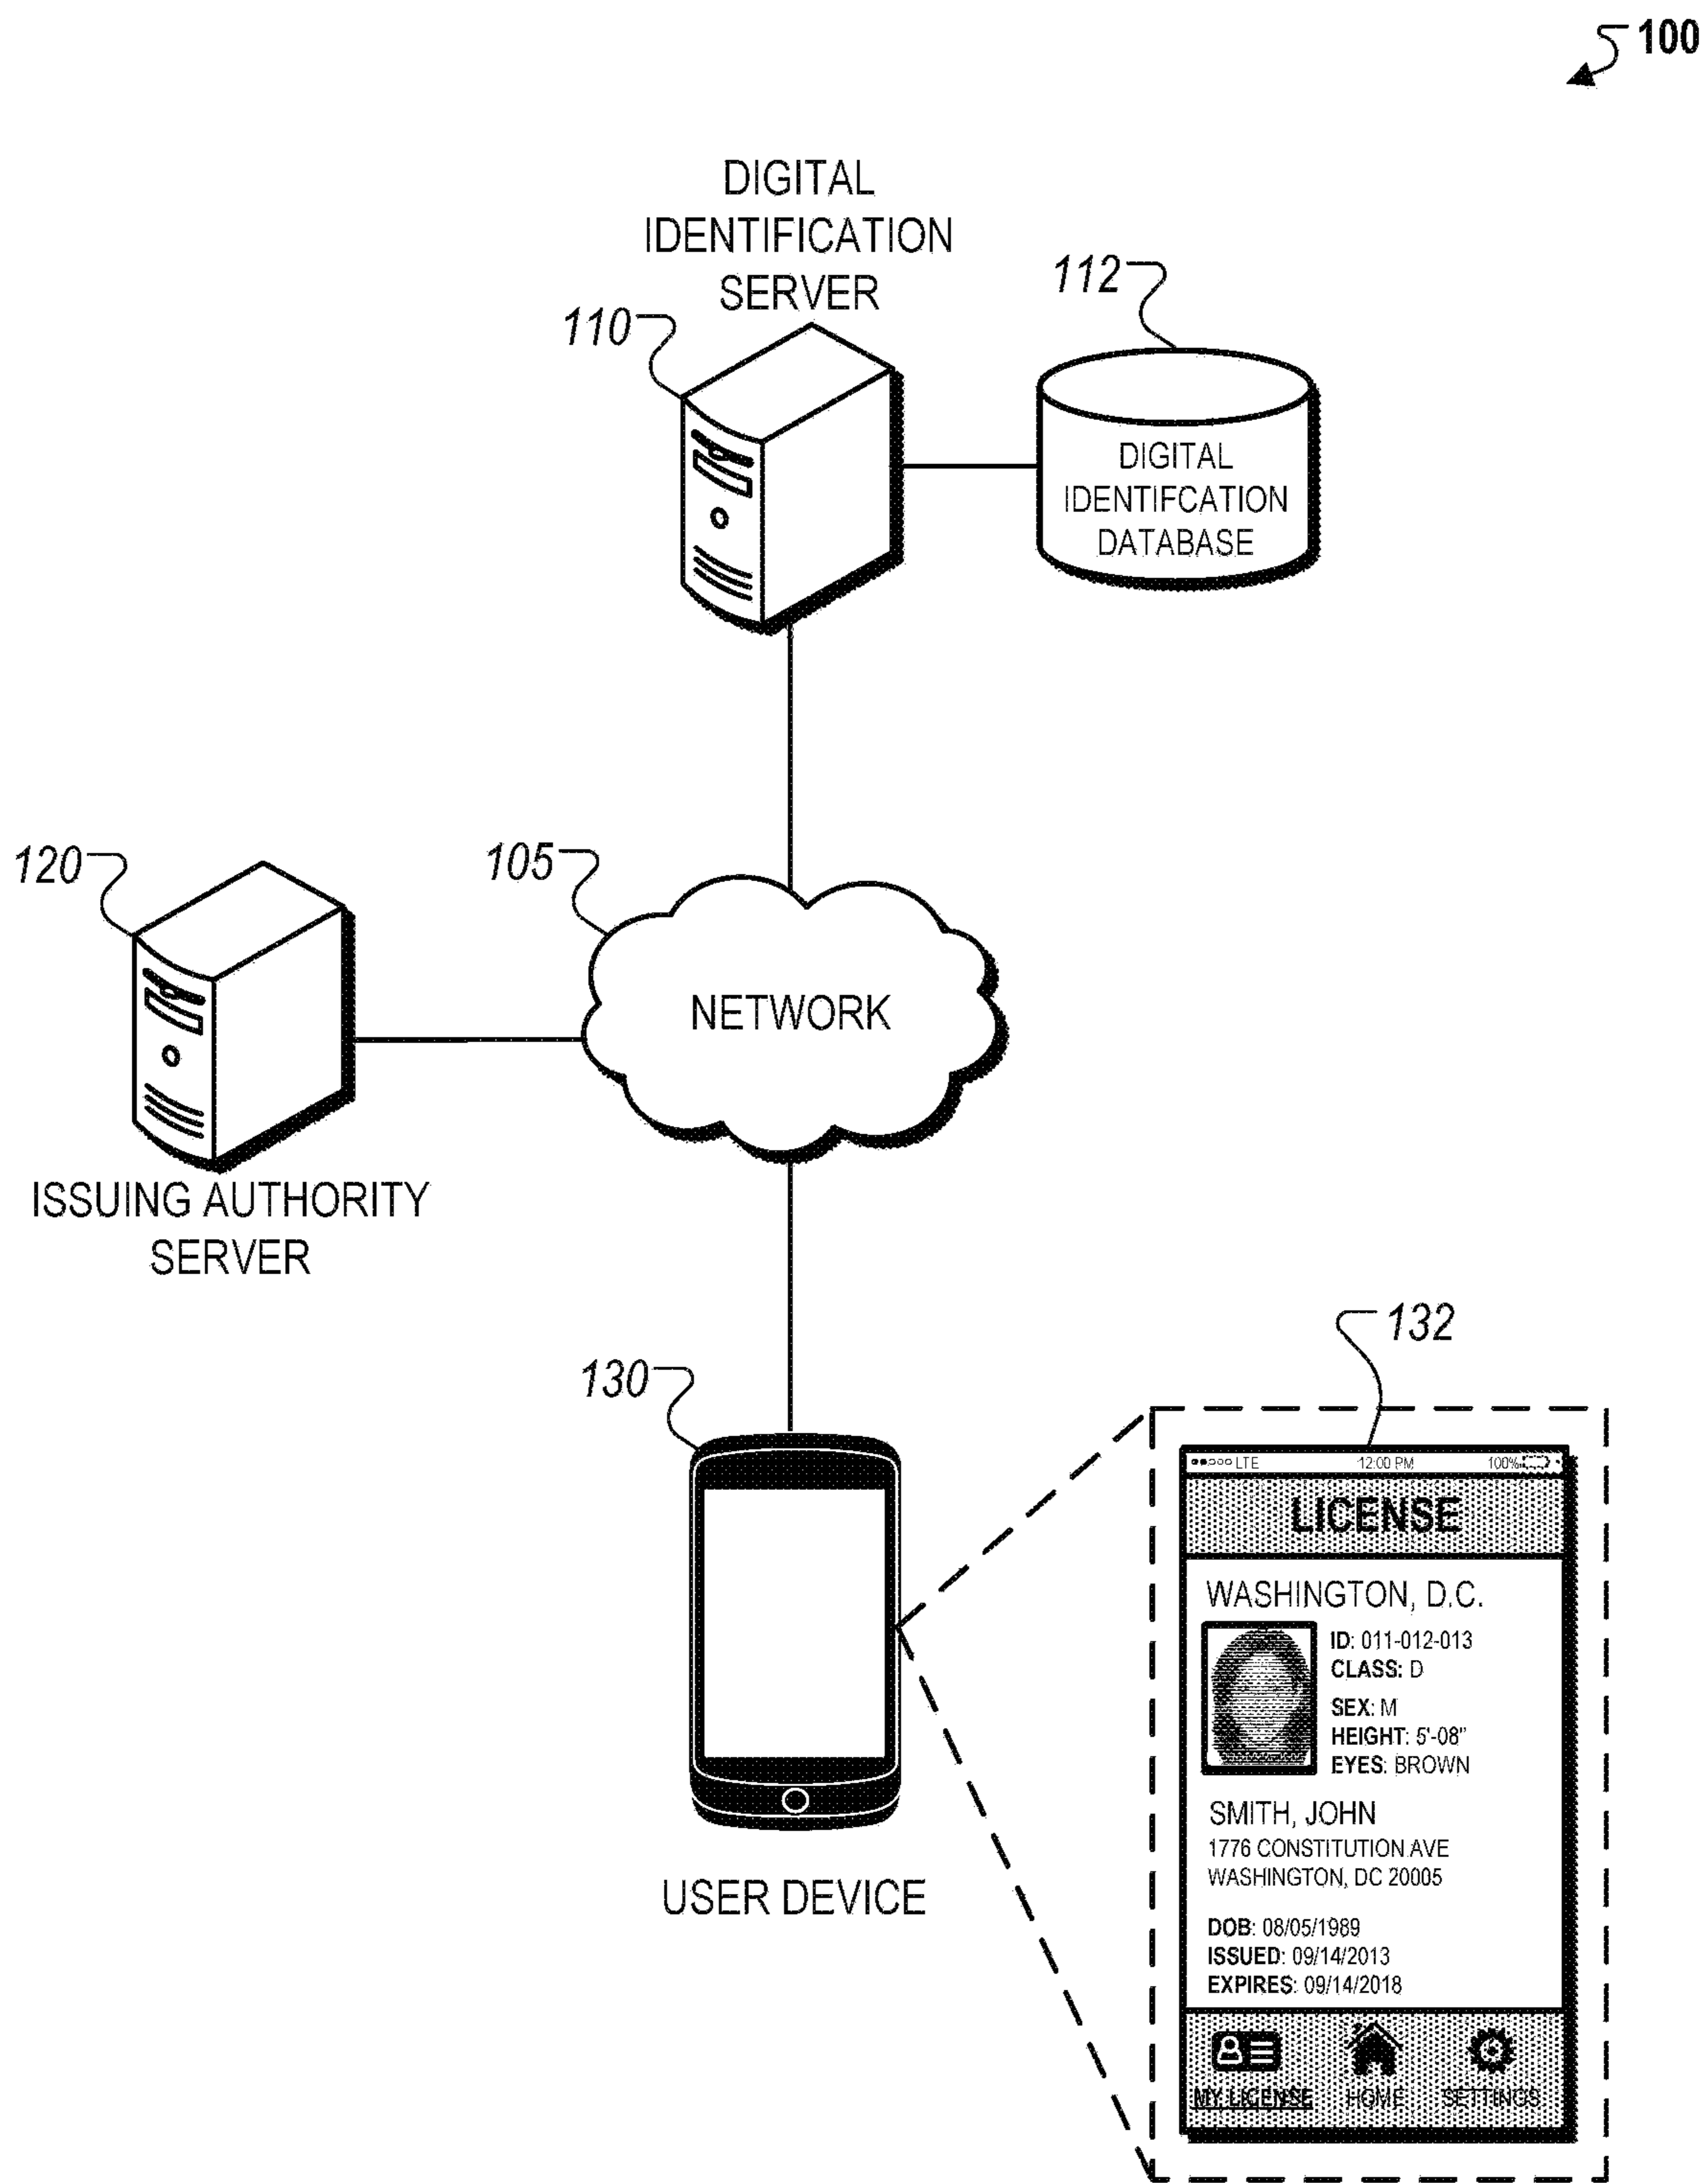 100
DIGITAL
IDENTIFICATION
SERVER
110
112
DIGITAL
IDENTIFCATION
DATABASE
120
105
NETWORK
ISSUING AUTHORITY
SERVER
130
USER DEVICE
132
LTE 12:00 PM 100%
LICENSE
WASHINGTON, D.C.
ID: 011-012-013
CLASS: D
SEX: M
HEIGHT: 5'-08"
EYES: BROWN
SMITH, JOHN
1776 CONSTITUTION AVE
WASHINGTON, DC 20005
DOB: 08/05/1989
ISSUED: 09/14/2013
EXPIRES: 09/14/2018
MY LICENSE HOME SETTINGS